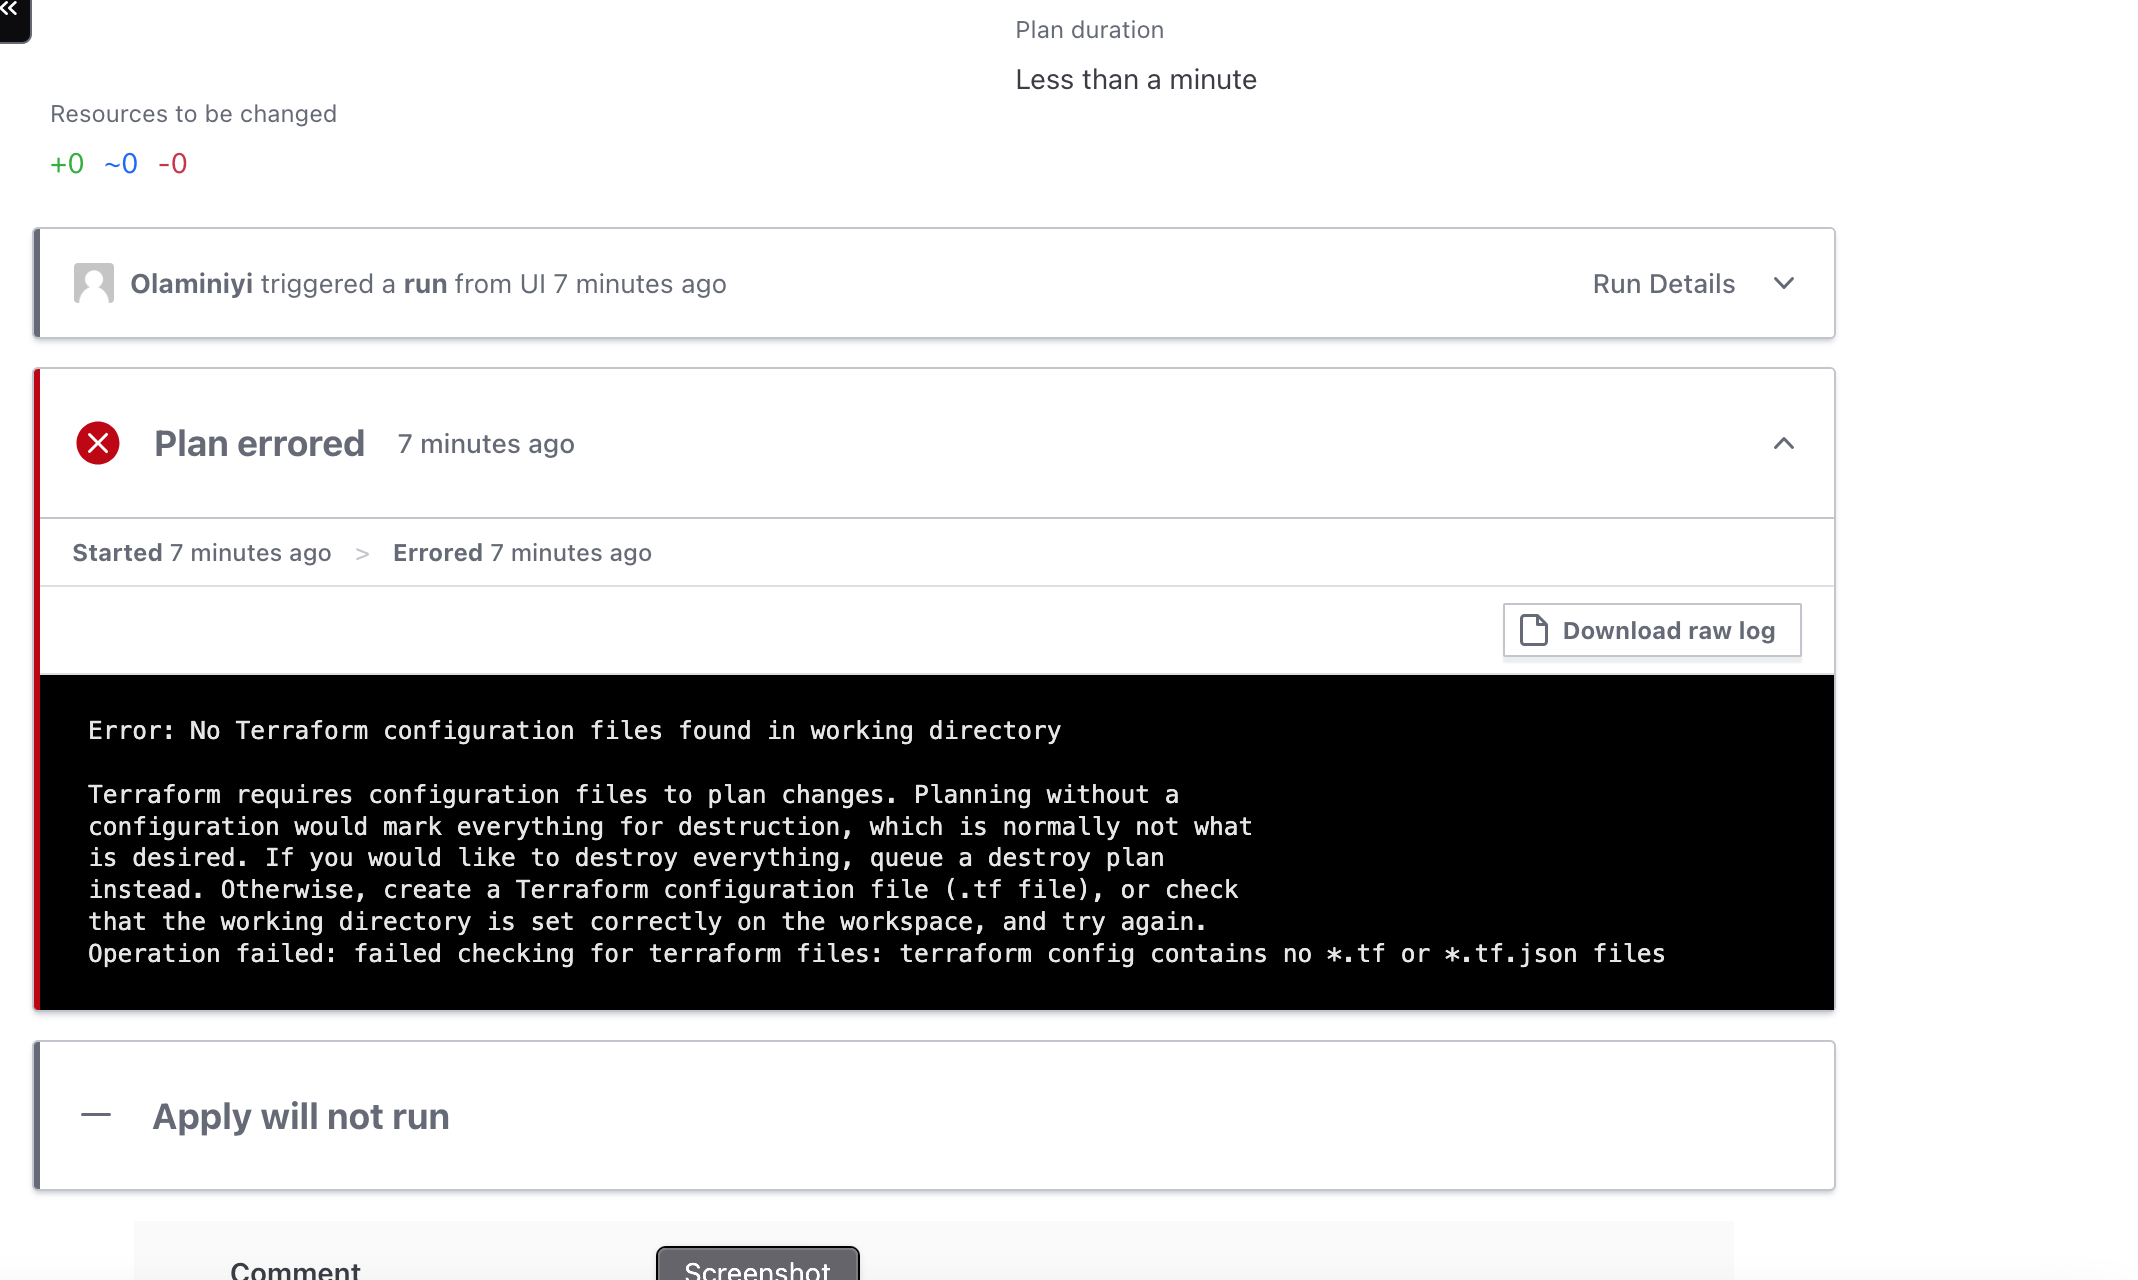 «
Plan duration
Less than a minute
Resources to be changed
+0 ~0 -0
Olaminiyi triggered a run from UI 7 minutes ago
Run Details
Plan errored 7 minutes ago
Started 7 minutes ago > Errored 7 minutes ago
Download raw log
Error: No Terraform configuration files found in working directory
Terraform requires configuration files to plan changes. Planning without a
configuration would mark everything for destruction, which is normally not what
is desired. If you would like to destroy everything, queue a destroy plan
instead. Otherwise, create a Terraform configuration file (.tf file), or check
that the working directory is set correctly on the workspace, and try again.
Operation failed: failed checking for terraform files: terraform config contains no *.tf or *.tf.json files
Apply will not run
Comment
Screenshot